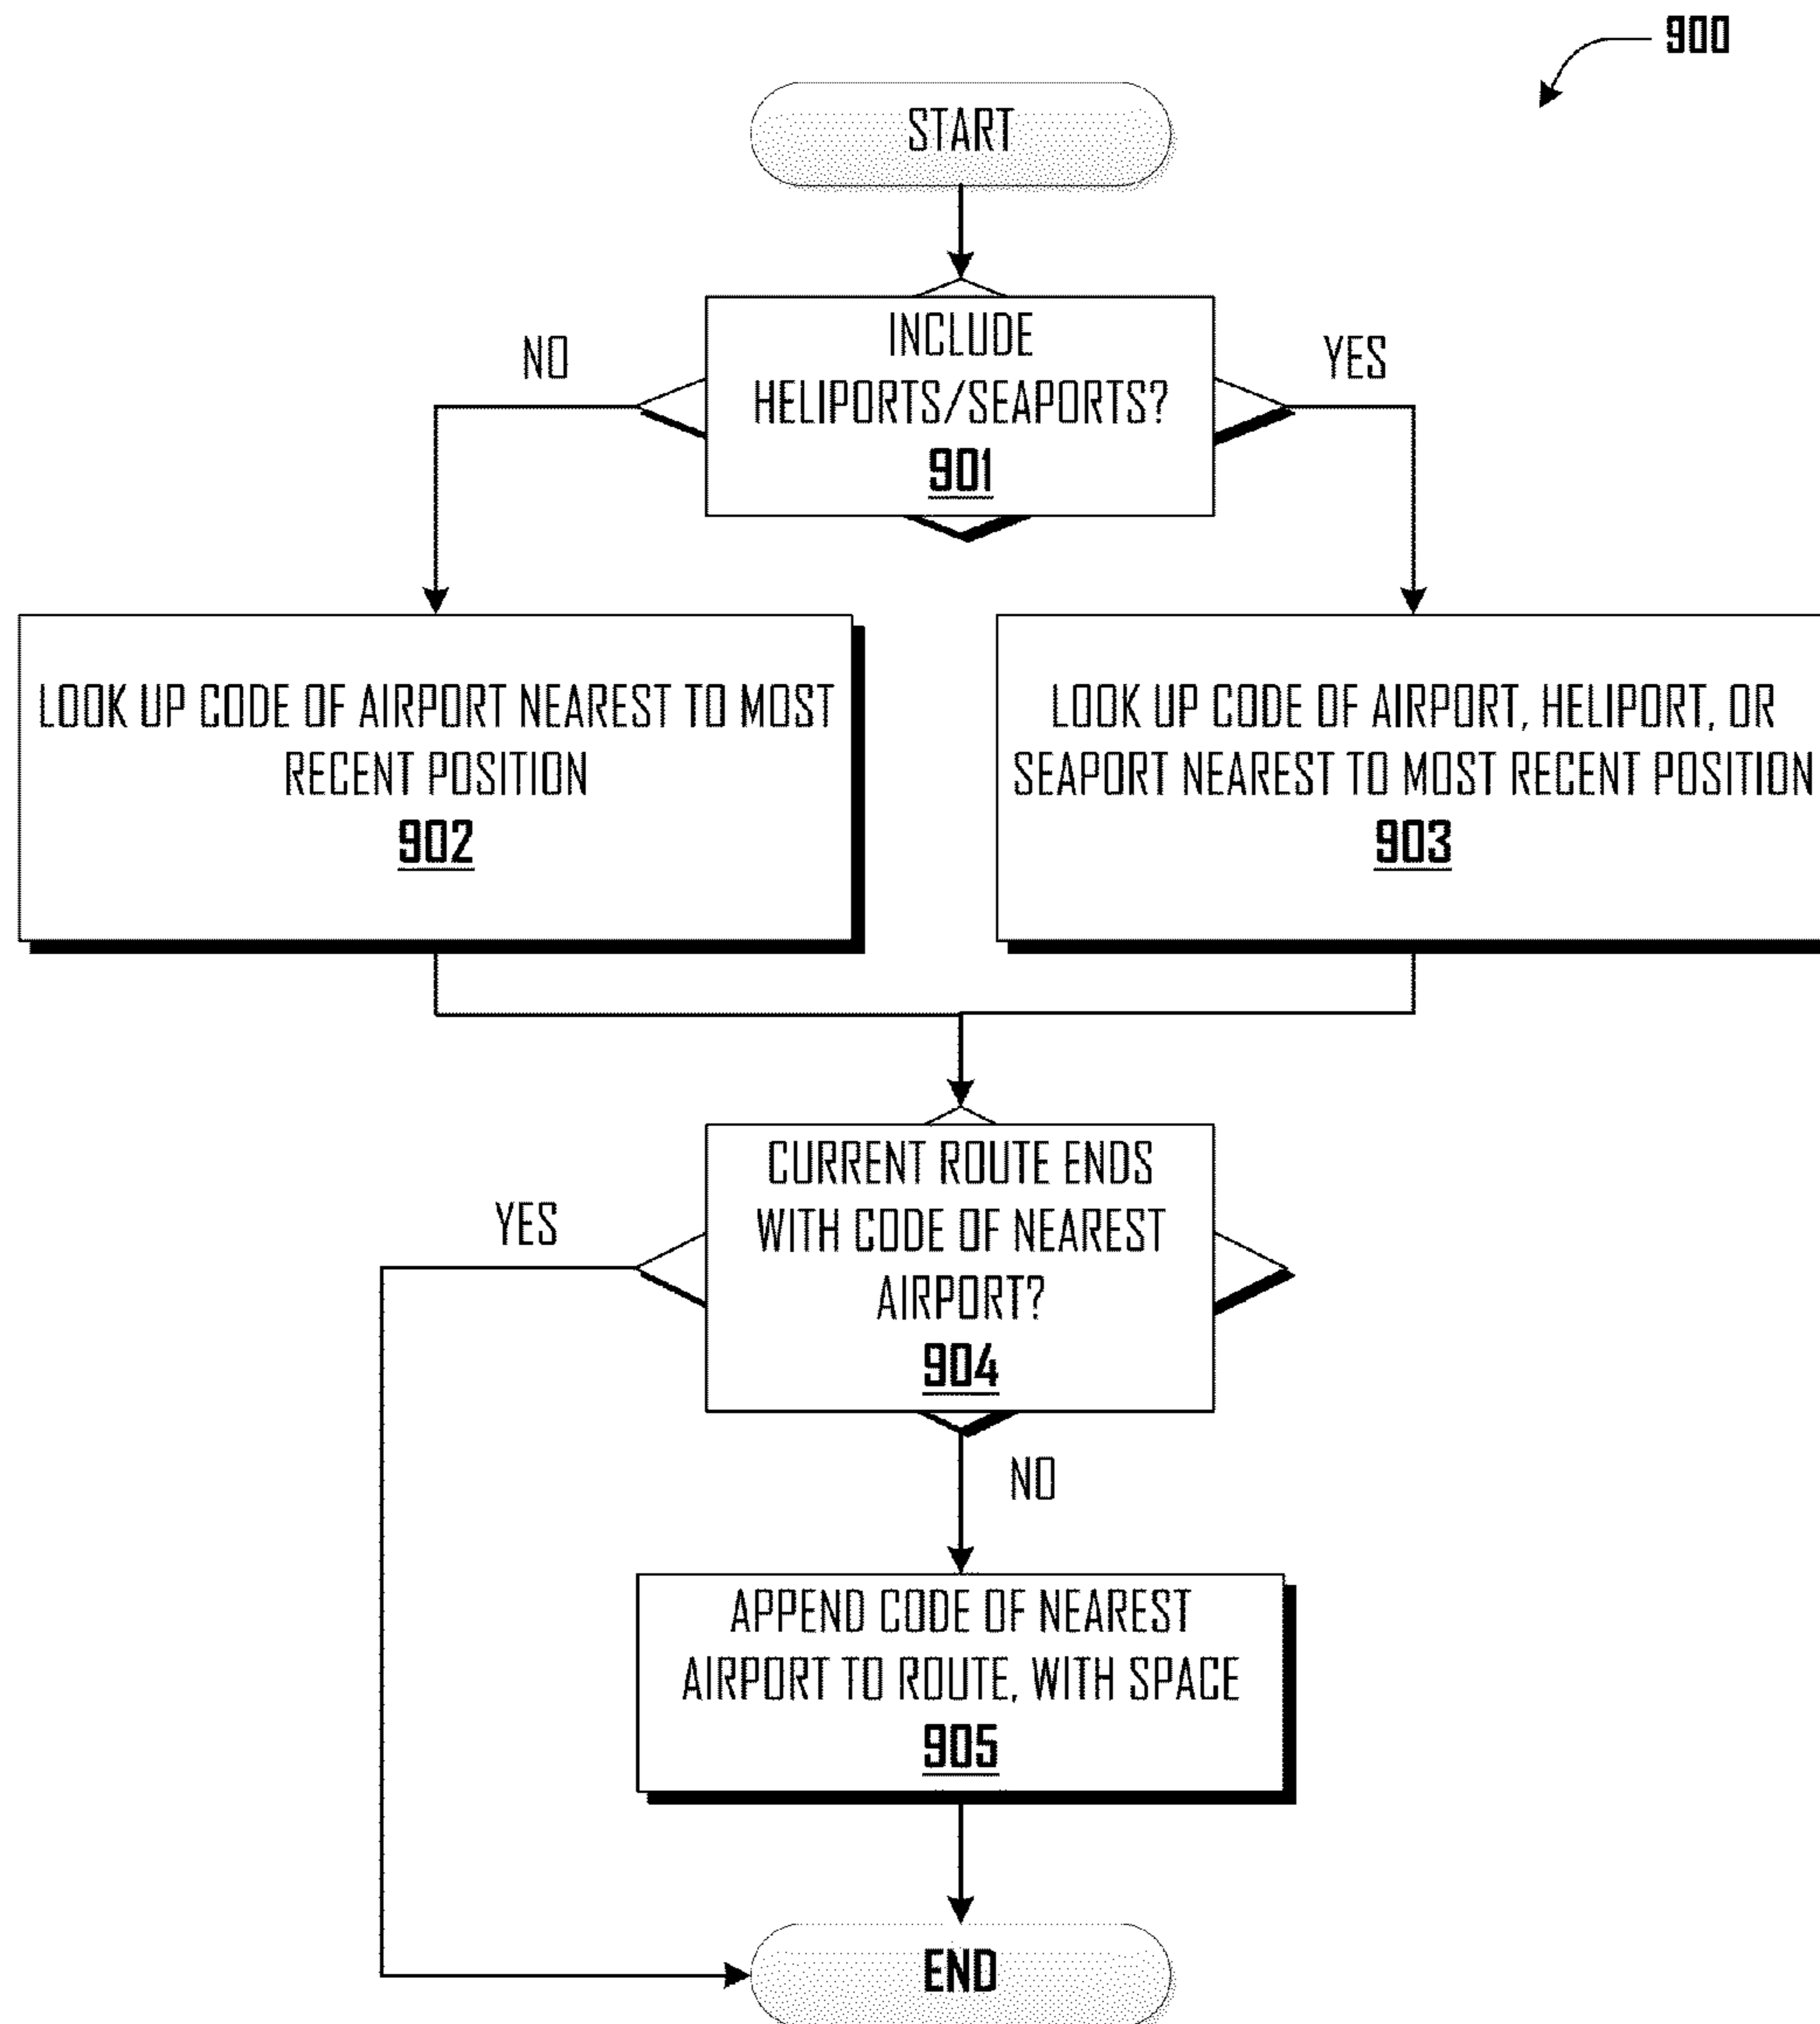 900
START
INCLUDE
HELIPORTS/SEAPORTS?
901
NO
YES
LOOK UP CODE OF AIRPORT NEAREST TO MOST
RECENT POSITION
902
LOOK UP CODE OF AIRPORT, HELIPORT, OR
SEAPORT NEAREST TO MOST RECENT POSITION
903
CURRENT ROUTE ENDS
WITH CODE OF NEAREST
AIRPORT?
904
YES
NO
APPEND CODE OF NEAREST
AIRPORT TO ROUTE, WITH SPACE
905
END